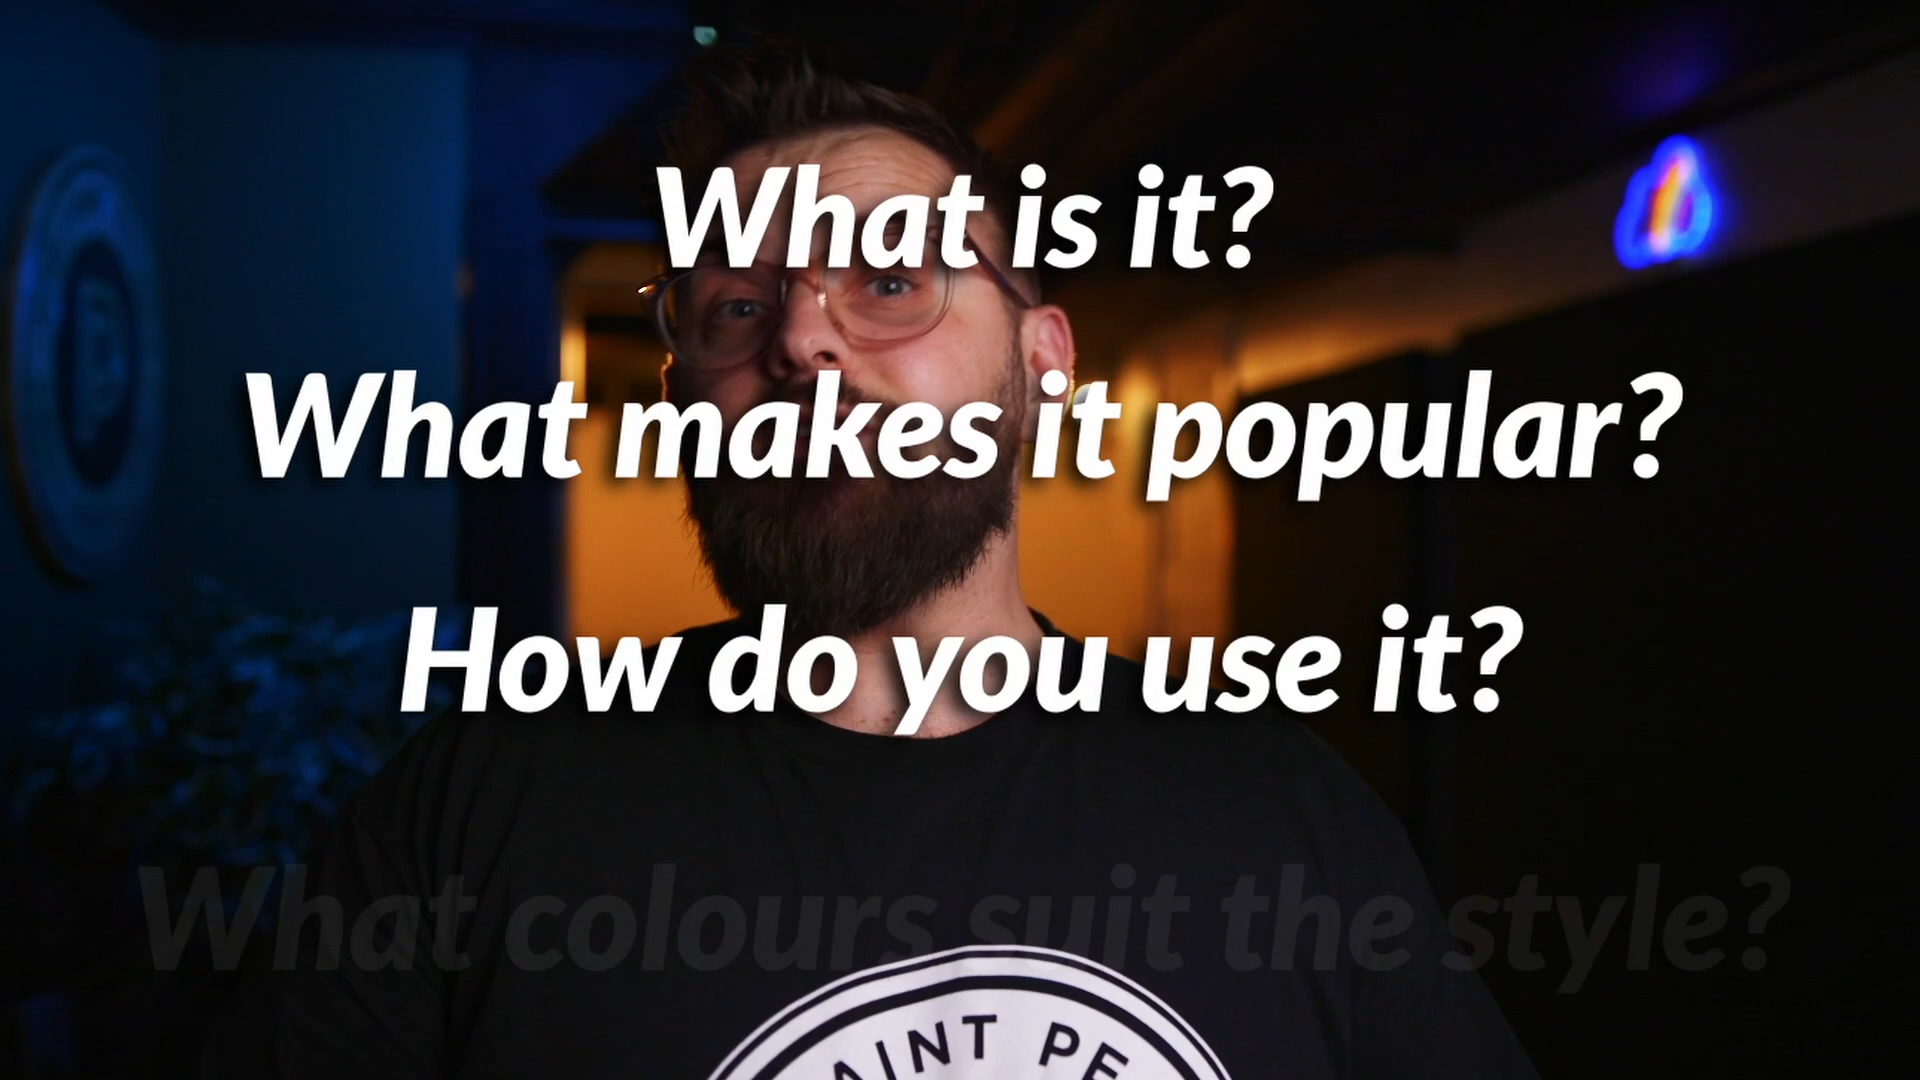 What is it?
What makes it popular?
How do you use it?
What colours suit the style?
AINT PE